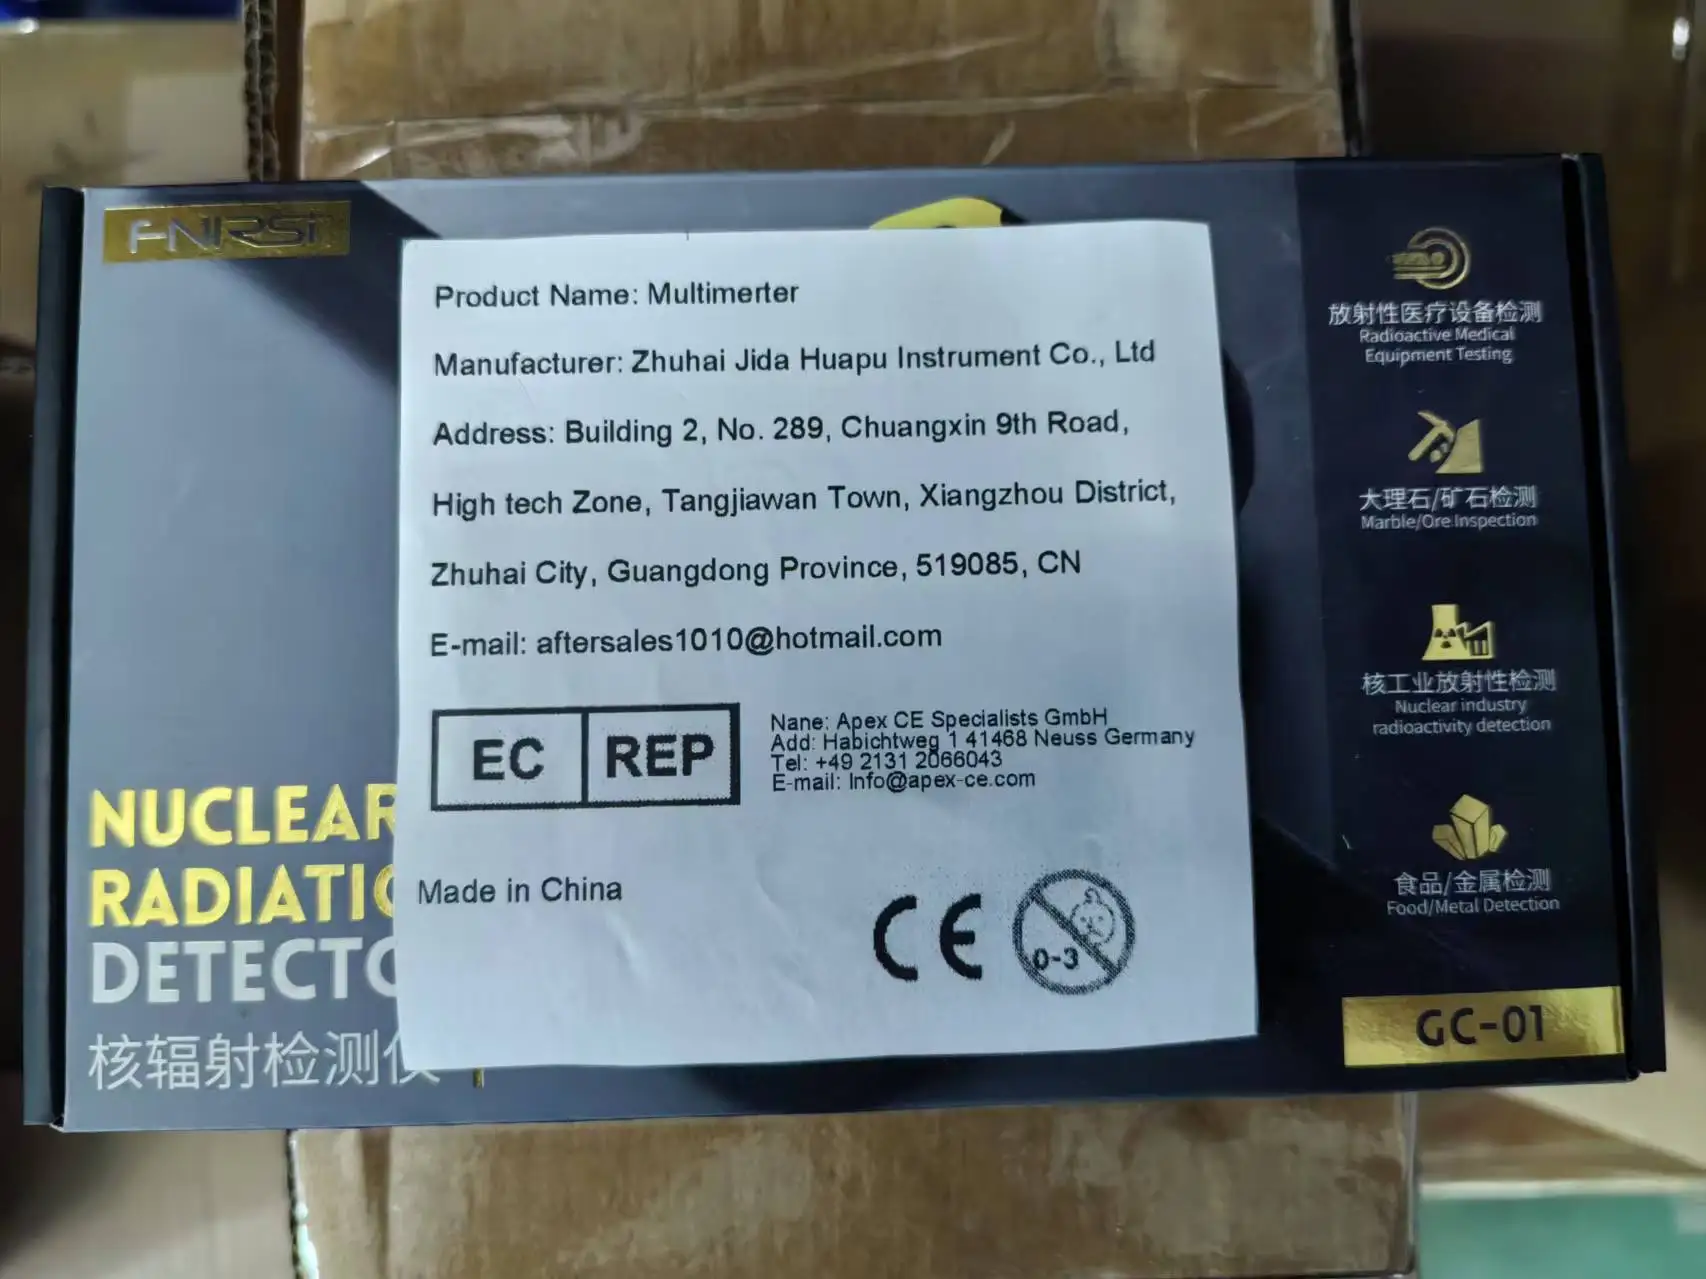 FNIRSI
Product Name: Multimerter
Manufacturer: Zhuhai Jida Huapu Instrument Co., Ltd
Address: Building 2, No. 289, Chuangxin 9th Road,
High tech Zone, Tangjiawan Town, Xiangzhou District,
Zhuhai City, Guangdong Province, 519085, CN
E-mail: aftersales1010@hotmail.com
EC REP
Nane: Apex CE Specialists GmbH
Add: Habichtweg 1 41468 Neuss Germany
Tel: +49 2131 2066043
E-mail: Info@apex-ce.com
Made in China
CE
0-3
NUCLEAR
RADIATIO
DETECTO
核辐射检测仪
放射性医疗设备检测
Radioactive Medical
Equipment Testing
大理石/矿石检测
Marble/Ore Inspection
核工业放射性检测
Nuclear industry
radioactivity detection
食品/金属检测
Food/Metal Detection
GC-01